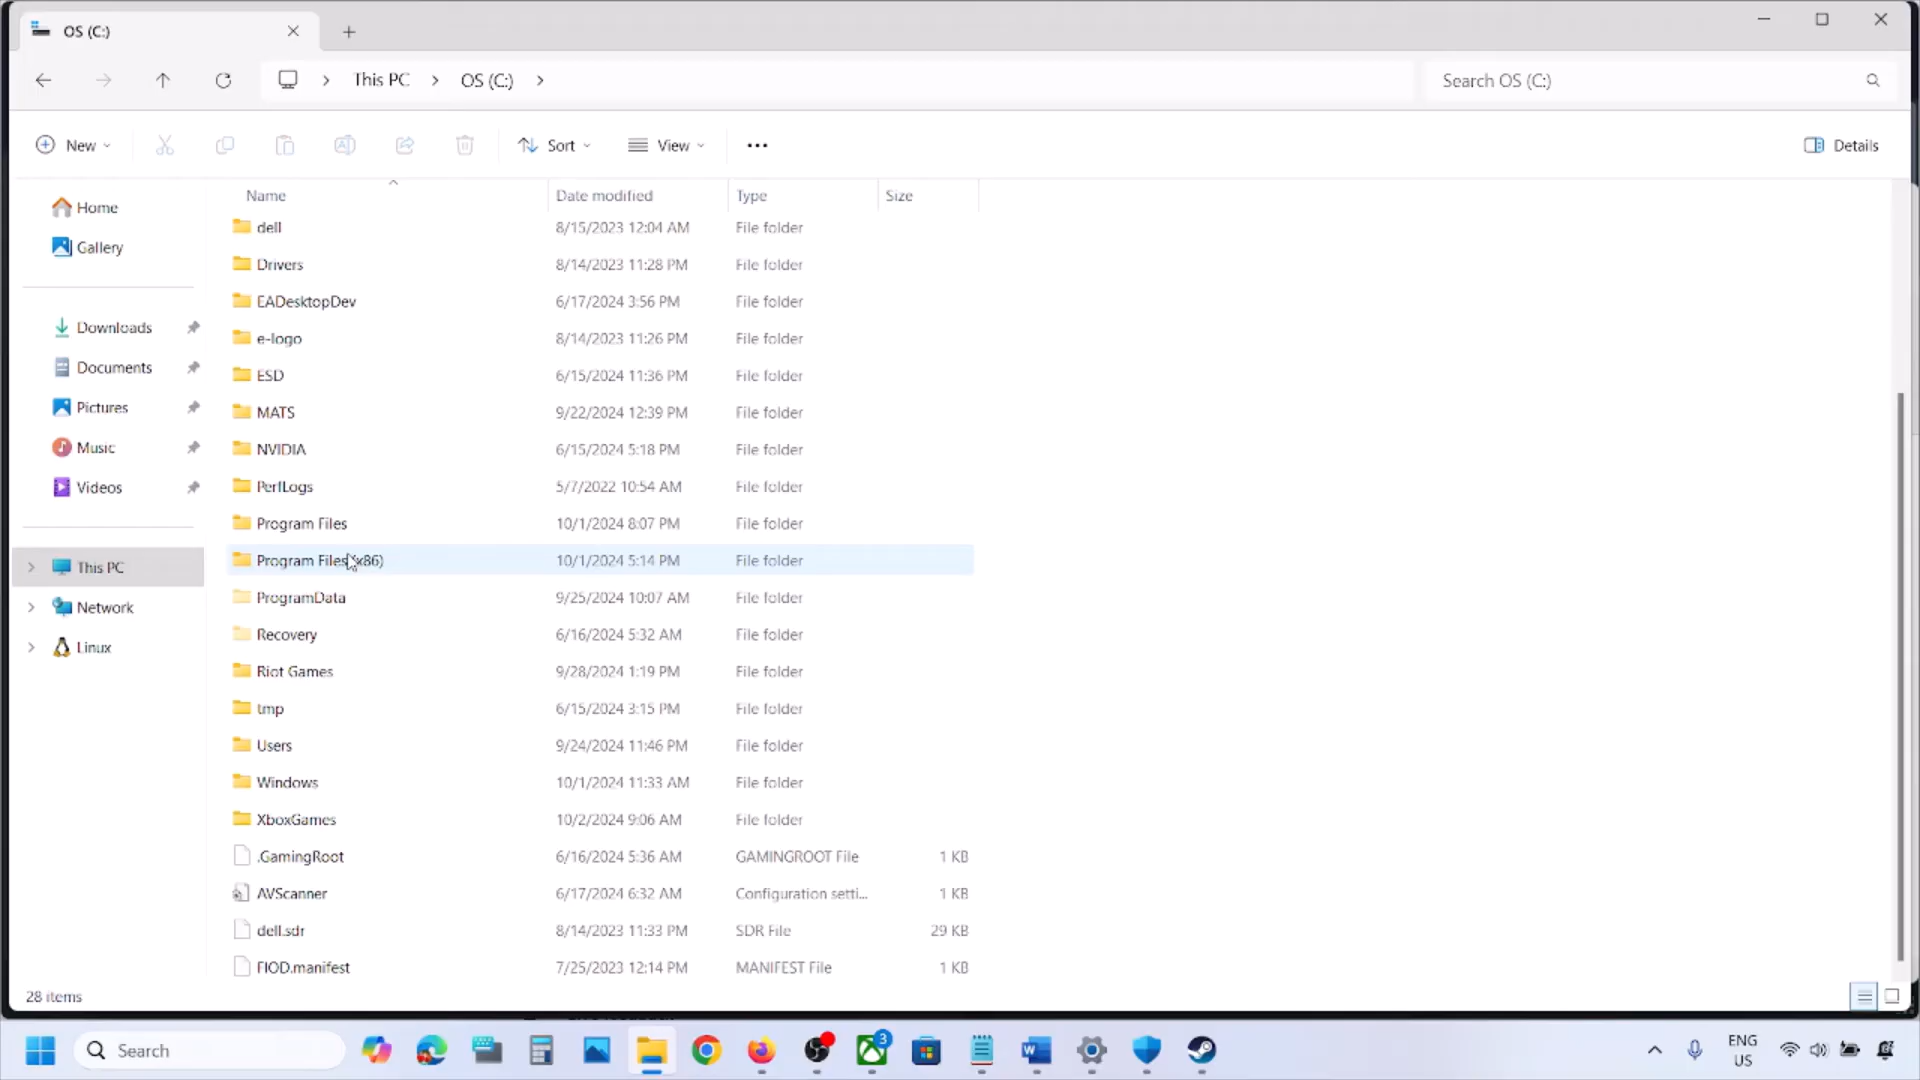 OS (C:)
This PC
OS (C:)
Search OS (C:)
New
Sort
View
Details
Name
Date modified
Type
Size
Home
Gallery
Downloads
Documents
Pictures
Music
Videos
This PC
Network
Linux
dell 8/15/2023 12:04 AM File folder
Drivers 8/14/2023 11:28 PM File folder
EADesktopDev 6/17/2024 3:56 PM File folder
e-logo 8/14/2023 11:26 PM File folder
ESD 6/15/2024 11:36 PM File folder
MATS 9/22/2024 12:39 PM File folder
NVIDIA 6/15/2024 5:18 PM File folder
PerfLogs 5/7/2022 10:54 AM File folder
Program Files 10/1/2024 8:07 PM File folder
Program Files (x86) 10/1/2024 5:14 PM File folder
ProgramData 9/25/2024 10:07 AM File folder
Recovery 6/16/2024 5:32 AM File folder
Riot Games 9/28/2024 1:19 PM File folder
tmp 6/15/2024 3:15 PM File folder
Users 9/24/2024 11:46 PM File folder
Windows 10/1/2024 11:33 AM File folder
XboxGames 10/2/2024 9:06 AM File folder
.GamingRoot 6/16/2024 5:36 AM GAMINGROOT File 1 KB
AVScanner 6/17/2024 6:32 AM Configuration setti... 1 KB
dell.sdr 8/14/2023 11:33 PM SDR File 29 KB
FIOD.manifest 7/25/2023 12:14 PM MANIFEST File 1 KB
28 items
Search
3
ENG
US